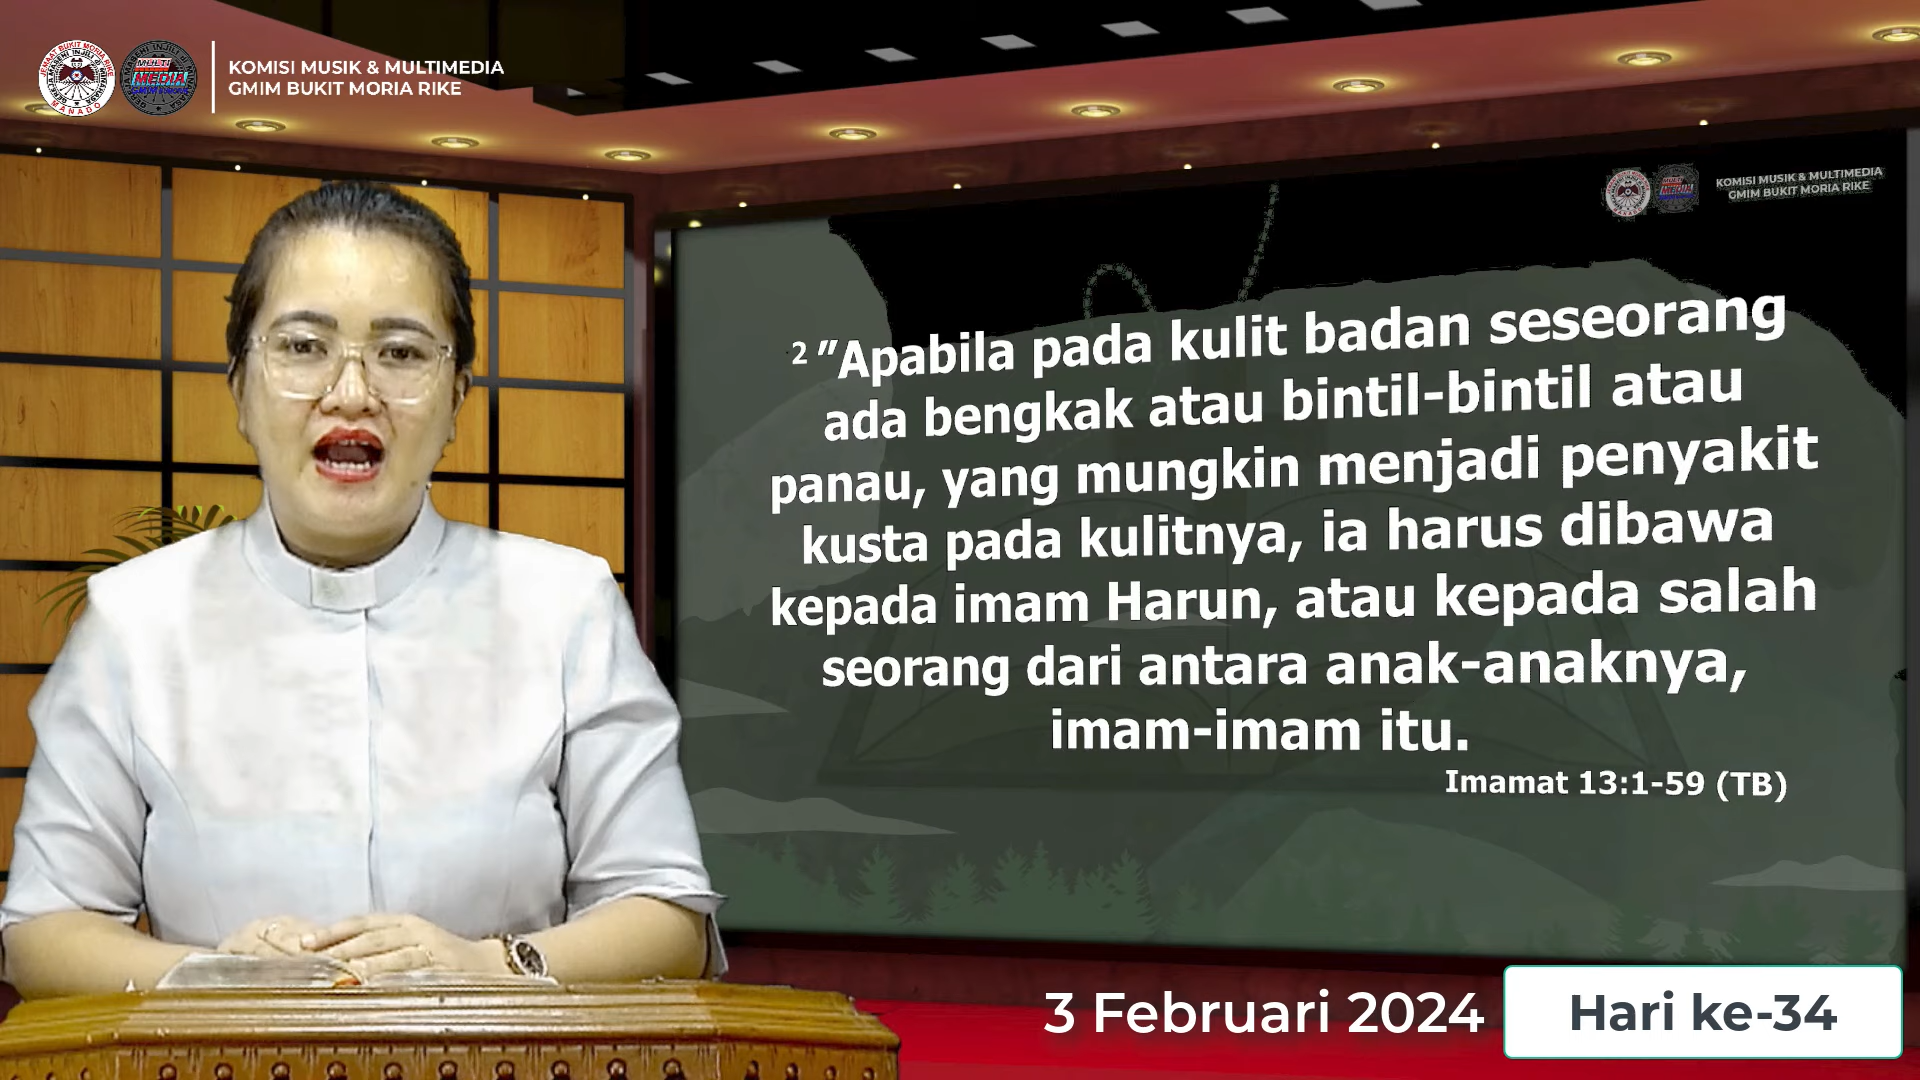 KOMISI MUSIK & MULTIMEDIA
GMIM BUKIT MORIA RIKE
MULTI
MEDIA
MANADO
KOMISI MUSIK & MULTIMEDIA
GMIM BUKIT MORIA RIKE
2 "Apabila pada kulit badan seseorang
ada bengkak atau bintil-bintil atau
panau, yang mungkin menjadi penyakit
kusta pada kulitnya, ia harus dibawa
kepada imam Harun, atau kepada salah
seorang dari antara anak-anaknya,
imam-imam itu.
Imamat 13:1-59 (TB)
3 Februari 2024
Hari ke-34